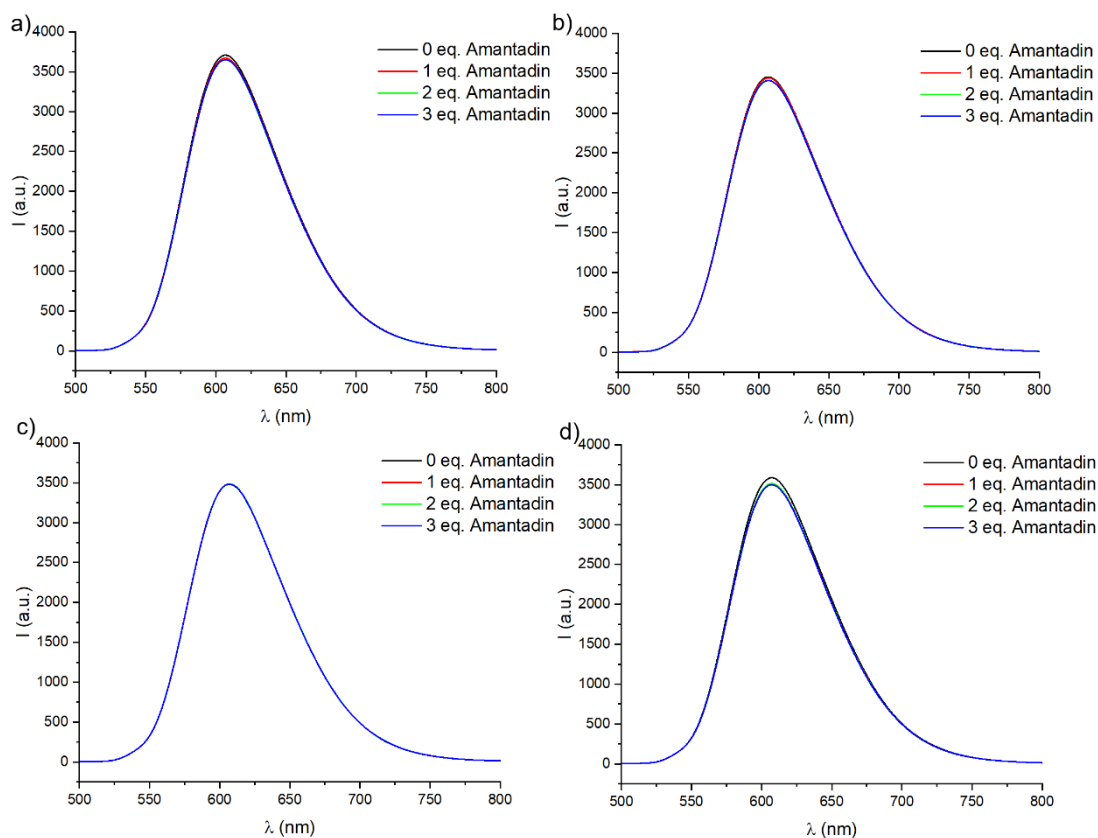 a)
4000
3500
3000
2500
2000
1500
1000
500
0
I (a.u.)
500 550 600 650 700 750 800
λ (nm)
0 eq. Amantadin
1 eq. Amantadin
2 eq. Amantadin
3 eq. Amantadin
b)
4000
3500
3000
2500
2000
1500
1000
500
0
I (a.u.)
500 550 600 650 700 750 800
λ (nm)
0 eq. Amantadin
1 eq. Amantadin
2 eq. Amantadin
3 eq. Amantadin
c)
4000
3500
3000
2500
2000
1500
1000
500
0
I (a.u.)
500 550 600 650 700 750 800
λ (nm)
0 eq. Amantadin
1 eq. Amantadin
2 eq. Amantadin
3 eq. Amantadin
d)
4000
3500
3000
2500
2000
1500
1000
500
0
I (a.u.)
500 550 600 650 700 750 800
λ (nm)
0 eq. Amantadin
1 eq. Amantadin
2 eq. Amantadin
3 eq. Amantadin